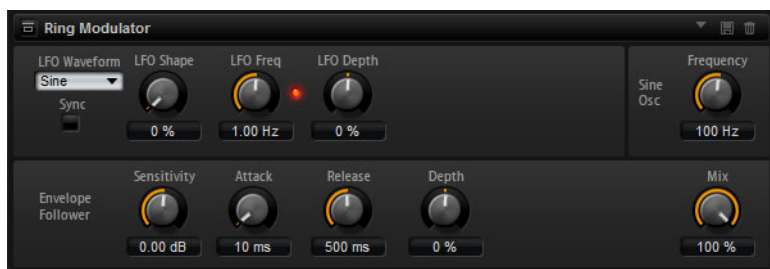 Ring Modulator
LFO Waveform LFO Shape LFO Freq LFO Depth Frequency
Sine
Sync
Sine
Osc
0 % 1.00 Hz 0 % 100 Hz
Sensitivity Attack Release Depth Mix
Envelope
Follower
0.00 dB 10 ms 500 ms 0 % 100 %